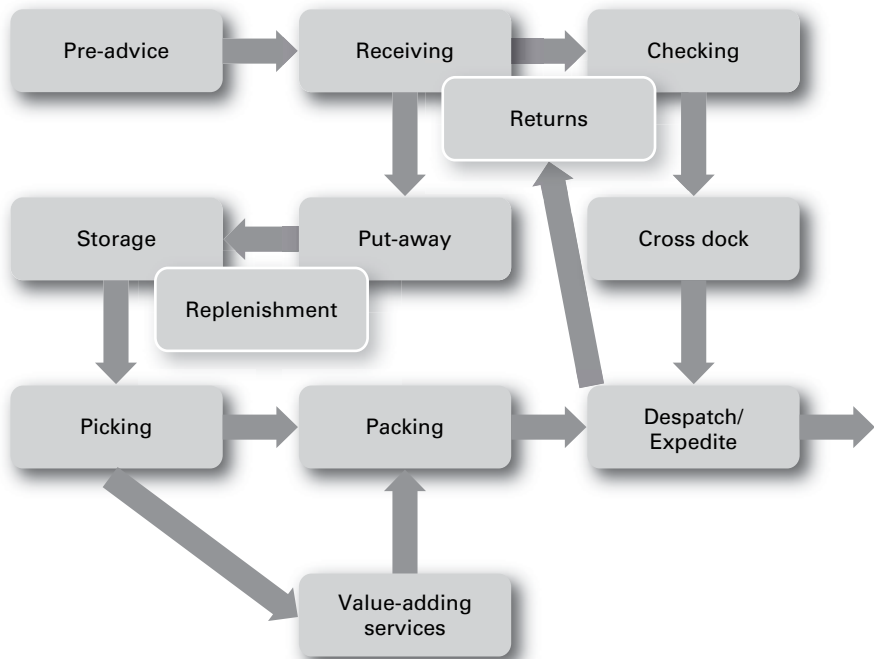 Pre-advice
Receiving
Checking
Returns
Storage
Put-away
Cross dock
Replenishment
Picking
Packing
Despatch/
Expedite
Value-adding
services